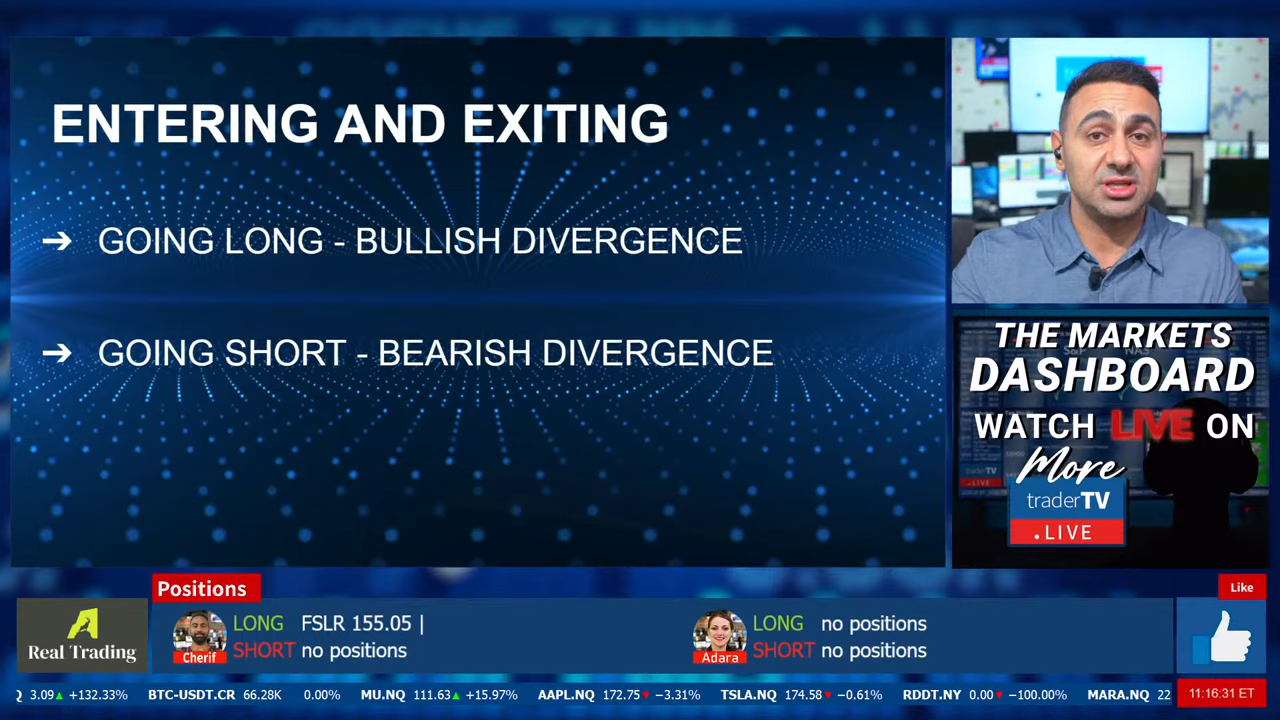 ENTERING AND EXITING
➔ GOING LONG - BULLISH DIVERGENCE
➔ GOING SHORT - BEARISH DIVERGENCE
THE MARKETS
DASHBOARD
WATCH LIVE ON
More
traderTV
.LIVE
Positions
Like
Real Trading
Cherif
LONG FSLR 155.05 |
SHORT no positions
Adara
LONG no positions
SHORT no positions
Q 3.09▲ +132.33% BTC-USDT.CR 66.28K 0.00% MU.NQ 111.63▲ +15.97% AAPL.NQ 172.75▼ −3.31% TSLA.NQ 174.58▼ −0.61% RDDT.NY 0.00▼ −100.00% MARA.NQ 22
11:16:31 ET